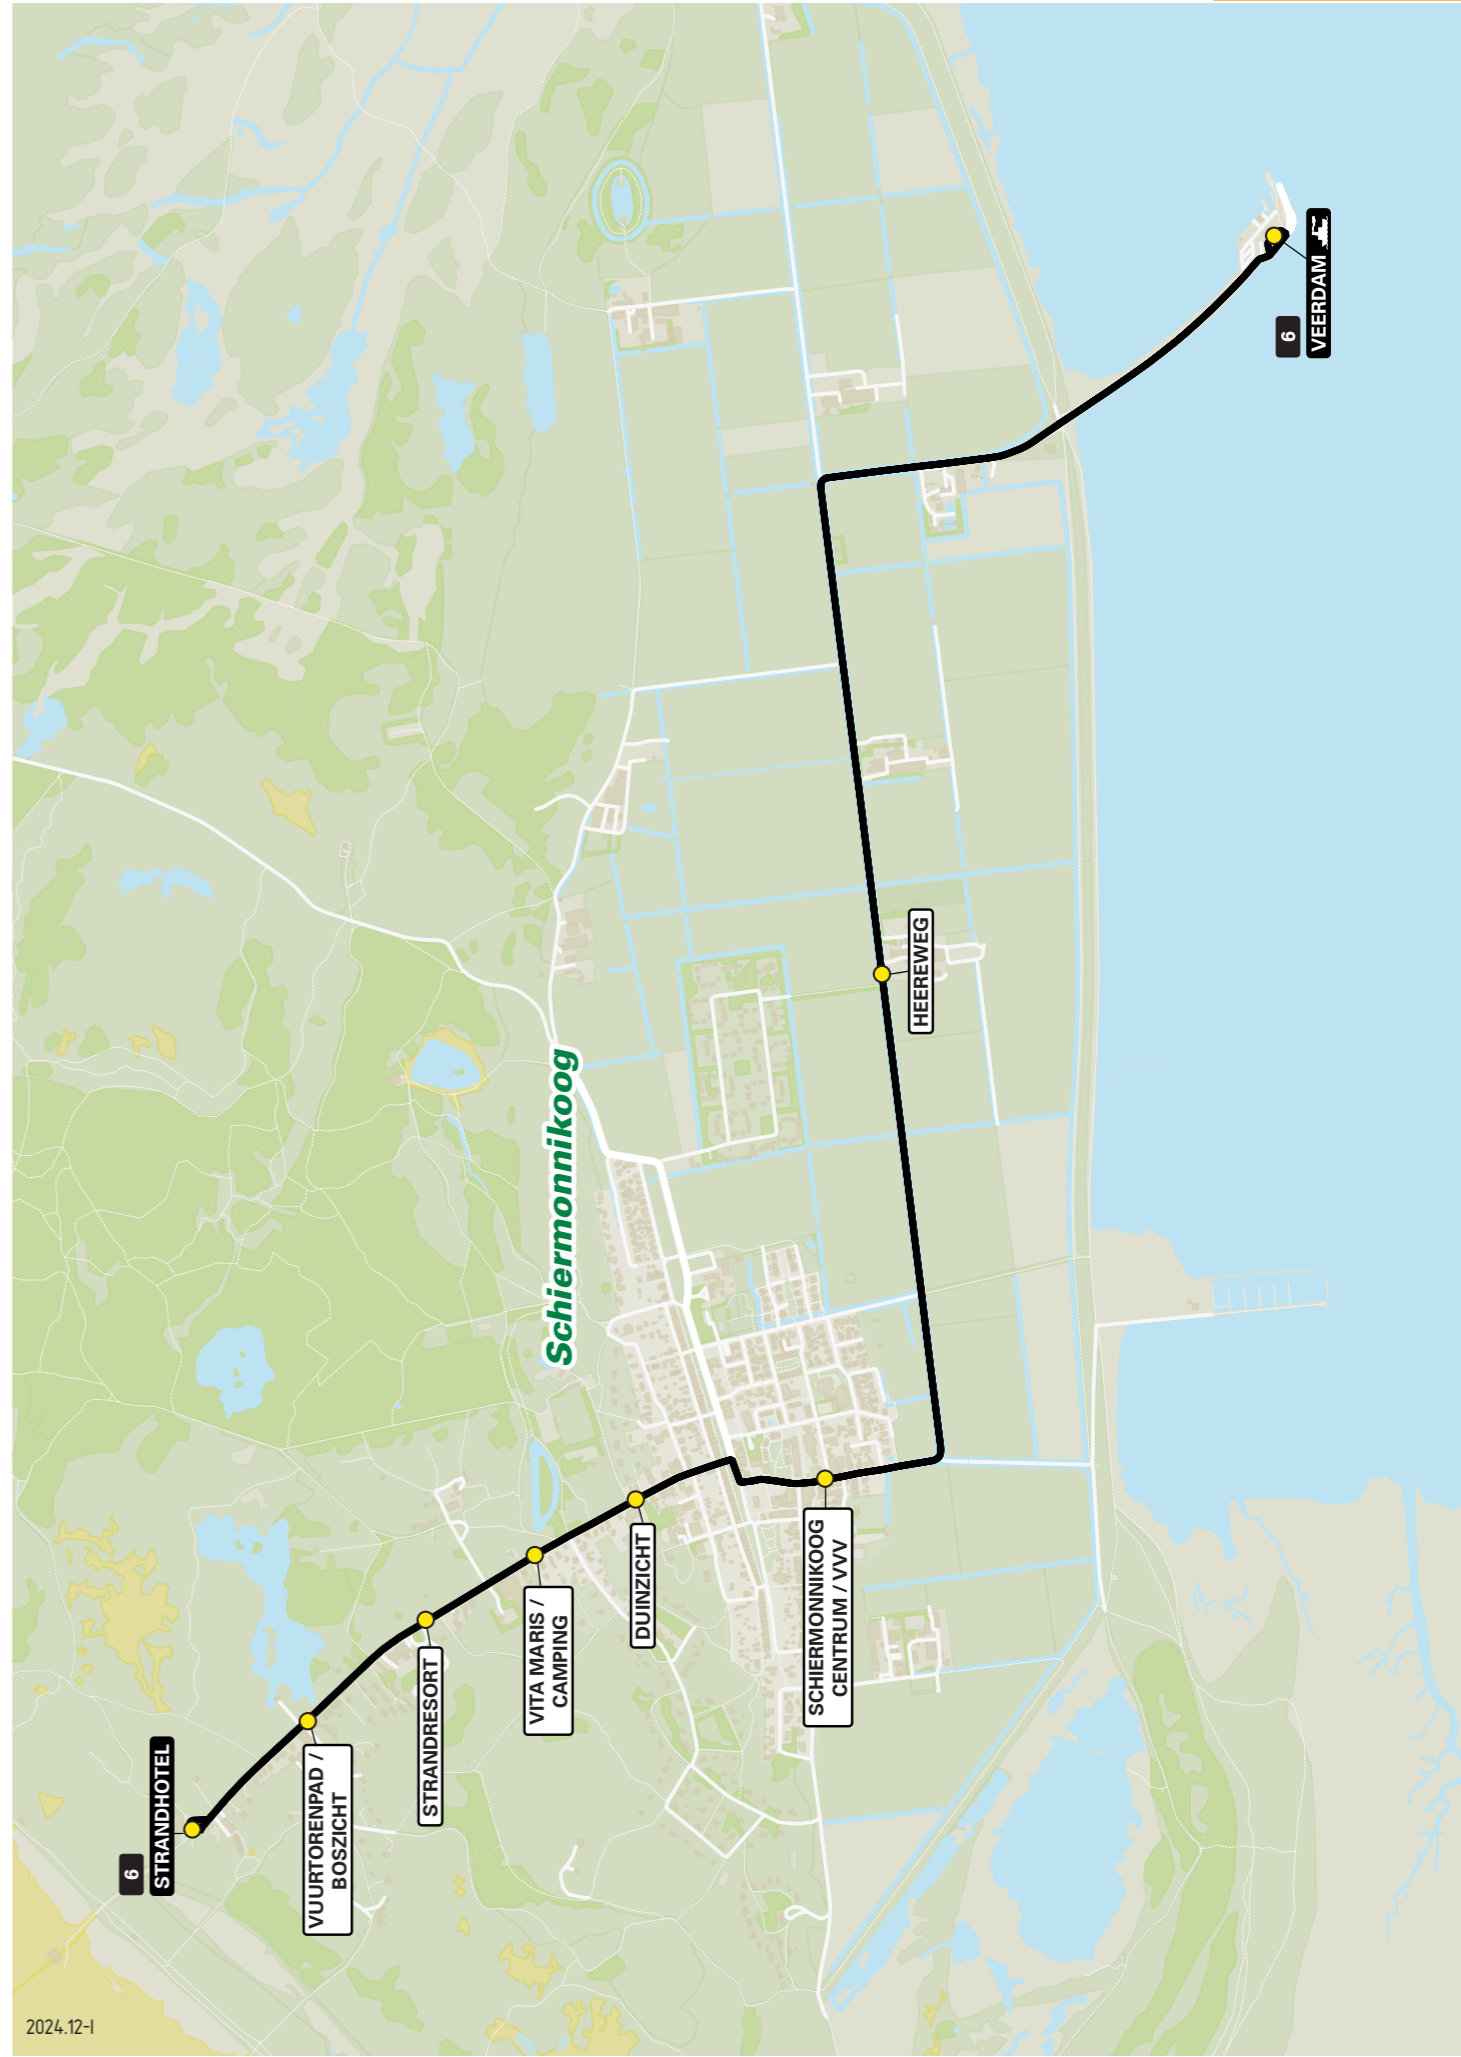 6
STRANDHOTEL
VUURTORENPAD /
BOSZICHT
STRANDRESORT
VITA MARIS /
CAMPING
DUINZICHT
SCHIERMONNIKOOG
CENTRUM / VVV
Schiermonnikoog
HEEREWEG
6
VEERDAM
2024.12-I